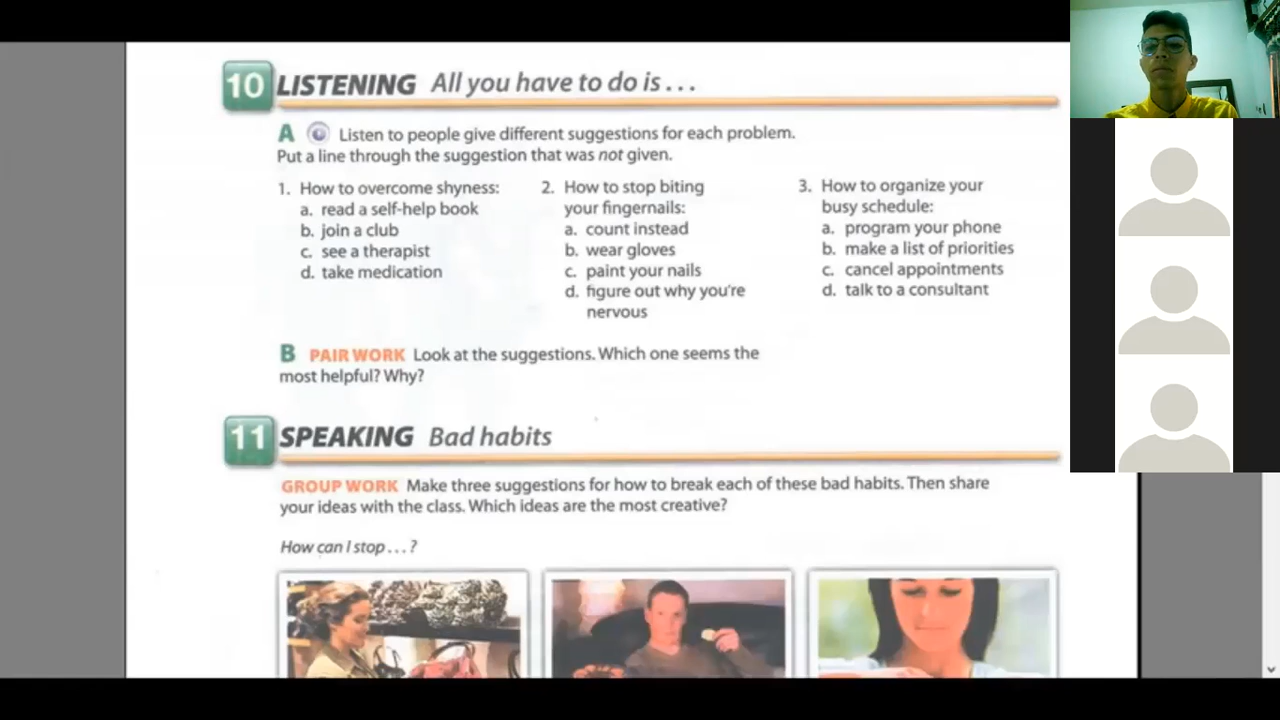 10 LISTENING All you have to do is . . .
A Listen to people give different suggestions for each problem.
Put a line through the suggestion that was not given.
1. How to overcome shyness:
a. read a self-help book
b. join a club
c. see a therapist
d. take medication
2. How to stop biting
your fingernails:
a. count instead
b. wear gloves
c. paint your nails
d. figure out why you're
nervous
3. How to organize your
busy schedule:
a. program your phone
b. make a list of priorities
c. cancel appointments
d. talk to a consultant
B PAIR WORK Look at the suggestions. Which one seems the
most helpful? Why?
11 SPEAKING Bad habits
GROUP WORK Make three suggestions for how to break each of these bad habits. Then share
your ideas with the class. Which ideas are the most creative?
How can I stop . . . ?